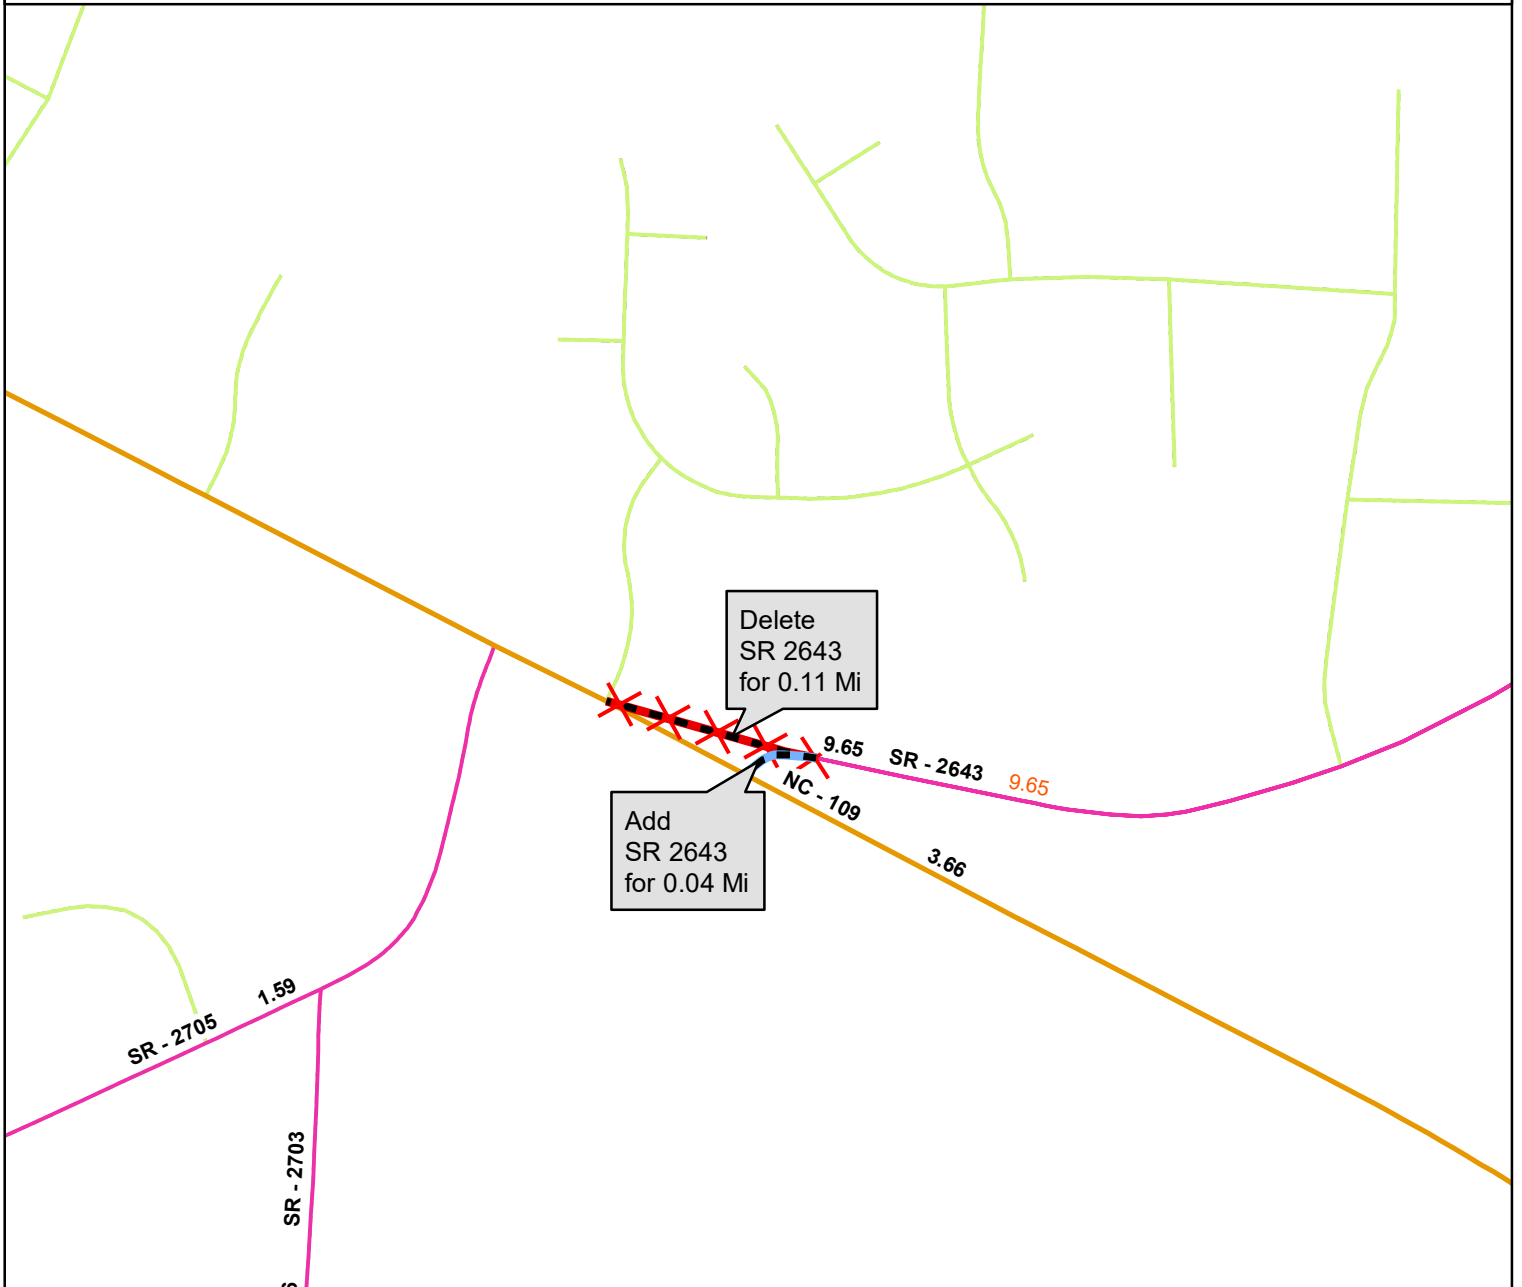 Delete
SR 2643
for 0.11 Mi
9.65
SR - 2643
9.65
NC - 109
Add
SR 2643
for 0.04 Mi
3.66
1.59
SR - 2705
SR - 2703